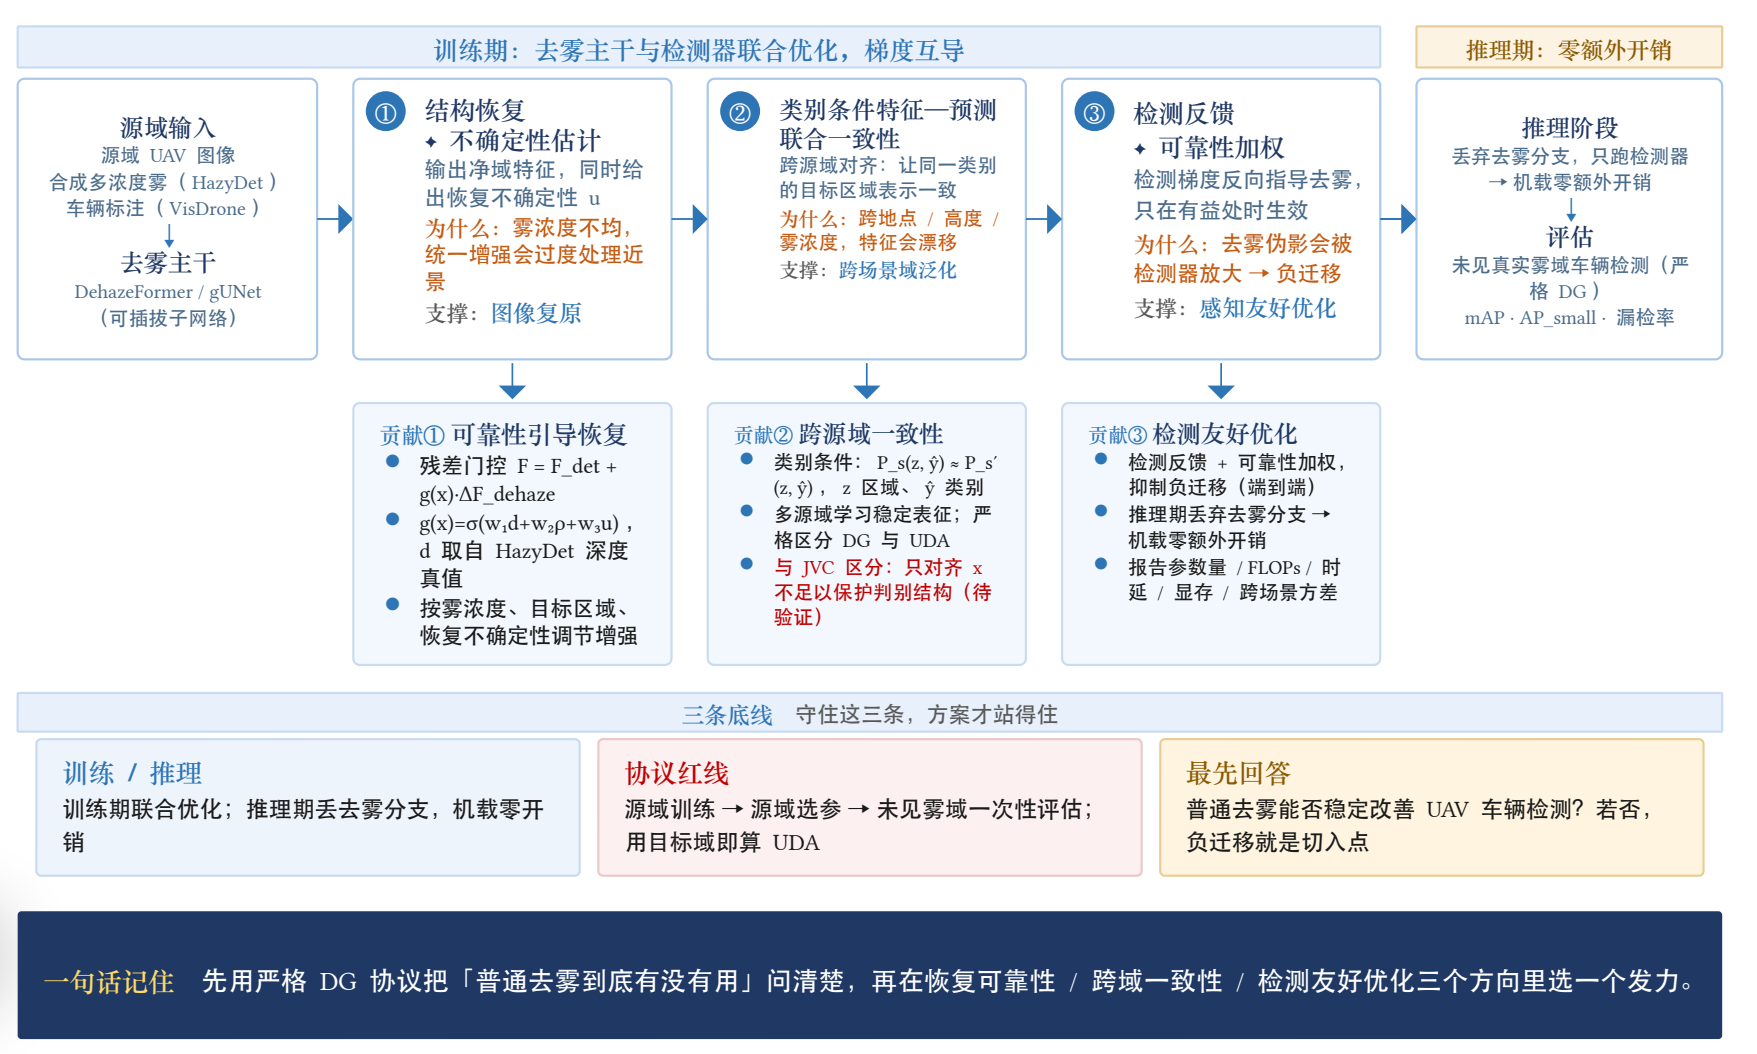 训练期：去雾主干与检测器联合优化，梯度互导
推理期：零额外开销
源域输入
源域 UAV 图像
合成多浓度雾（HazyDet）
车辆标注（VisDrone）
↓
去雾主干
DehazeFormer / gUNet
（可插拔子网络）
①
结构恢复
✦ 不确定性估计
输出净域特征，同时给
出恢复不确定性 u
为什么：雾浓度不均，
统一增强会过度处理近
景
支撑：图像复原
②
类别条件特征—预测
联合一致性
跨源域对齐：让同一类别
的目标区域表示一致
为什么：跨地点 / 高度 /
雾浓度，特征会漂移
支撑：跨场景域泛化
③
检测反馈
✦ 可靠性加权
检测梯度反向指导去雾，
只在有益处时生效
为什么：去雾伪影会被
检测器放大 → 负迁移
支撑：感知友好优化
推理阶段
丢弃去雾分支，只跑检测器
→ 机载零额外开销
↓
评估
未见真实雾域车辆检测（严
格 DG）
mAP · AP_small · 漏检率
贡献① 可靠性引导恢复
● 残差门控 F = F_det +
g(x)·ΔF_dehaze
● g(x)=σ(w₁d+w₂ρ+w₃u)，
d 取自 HazyDet 深度
真值
● 按雾浓度、目标区域、
恢复不确定性调节增强
贡献② 跨源域一致性
● 类别条件： P_s(z, ŷ) ≈ P_s′
(z, ŷ)， z 区域、 ŷ 类别
● 多源域学习稳定表征；严
格区分 DG 与 UDA
● 与 JVC 区分：只对齐 x
不足以保护判别结构（待
验证）
贡献③ 检测友好优化
● 检测反馈 + 可靠性加权，
抑制负迁移（端到端）
● 推理期丢弃去雾分支 →
机载零额外开销
● 报告参数量 / FLOPs / 时
延 / 显存 / 跨场景方差
三条底线 守住这三条，方案才站得住
训练 / 推理
训练期联合优化；推理期丢去雾分支，机载零开
销
协议红线
源域训练 → 源域选参 → 未见雾域一次性评估；
用目标域即算 UDA
最先回答
普通去雾能否稳定改善 UAV 车辆检测？若否，
负迁移就是切入点
一句话记住 先用严格 DG 协议把「普通去雾到底有没有用」问清楚，再在恢复可靠性 / 跨域一致性 / 检测友好优化三个方向里选一个发力。